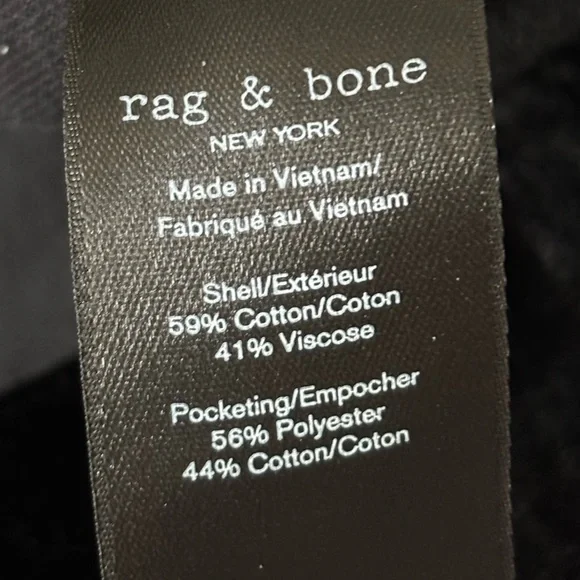 rag & bone
NEW YORK
Made in Vietnam/
Fabriqué au Vietnam
Shell/Extérieur
59% Cotton/Coton
41% Viscose
Pocketing/Empocher
56% Polyester
44% Cotton/Coton